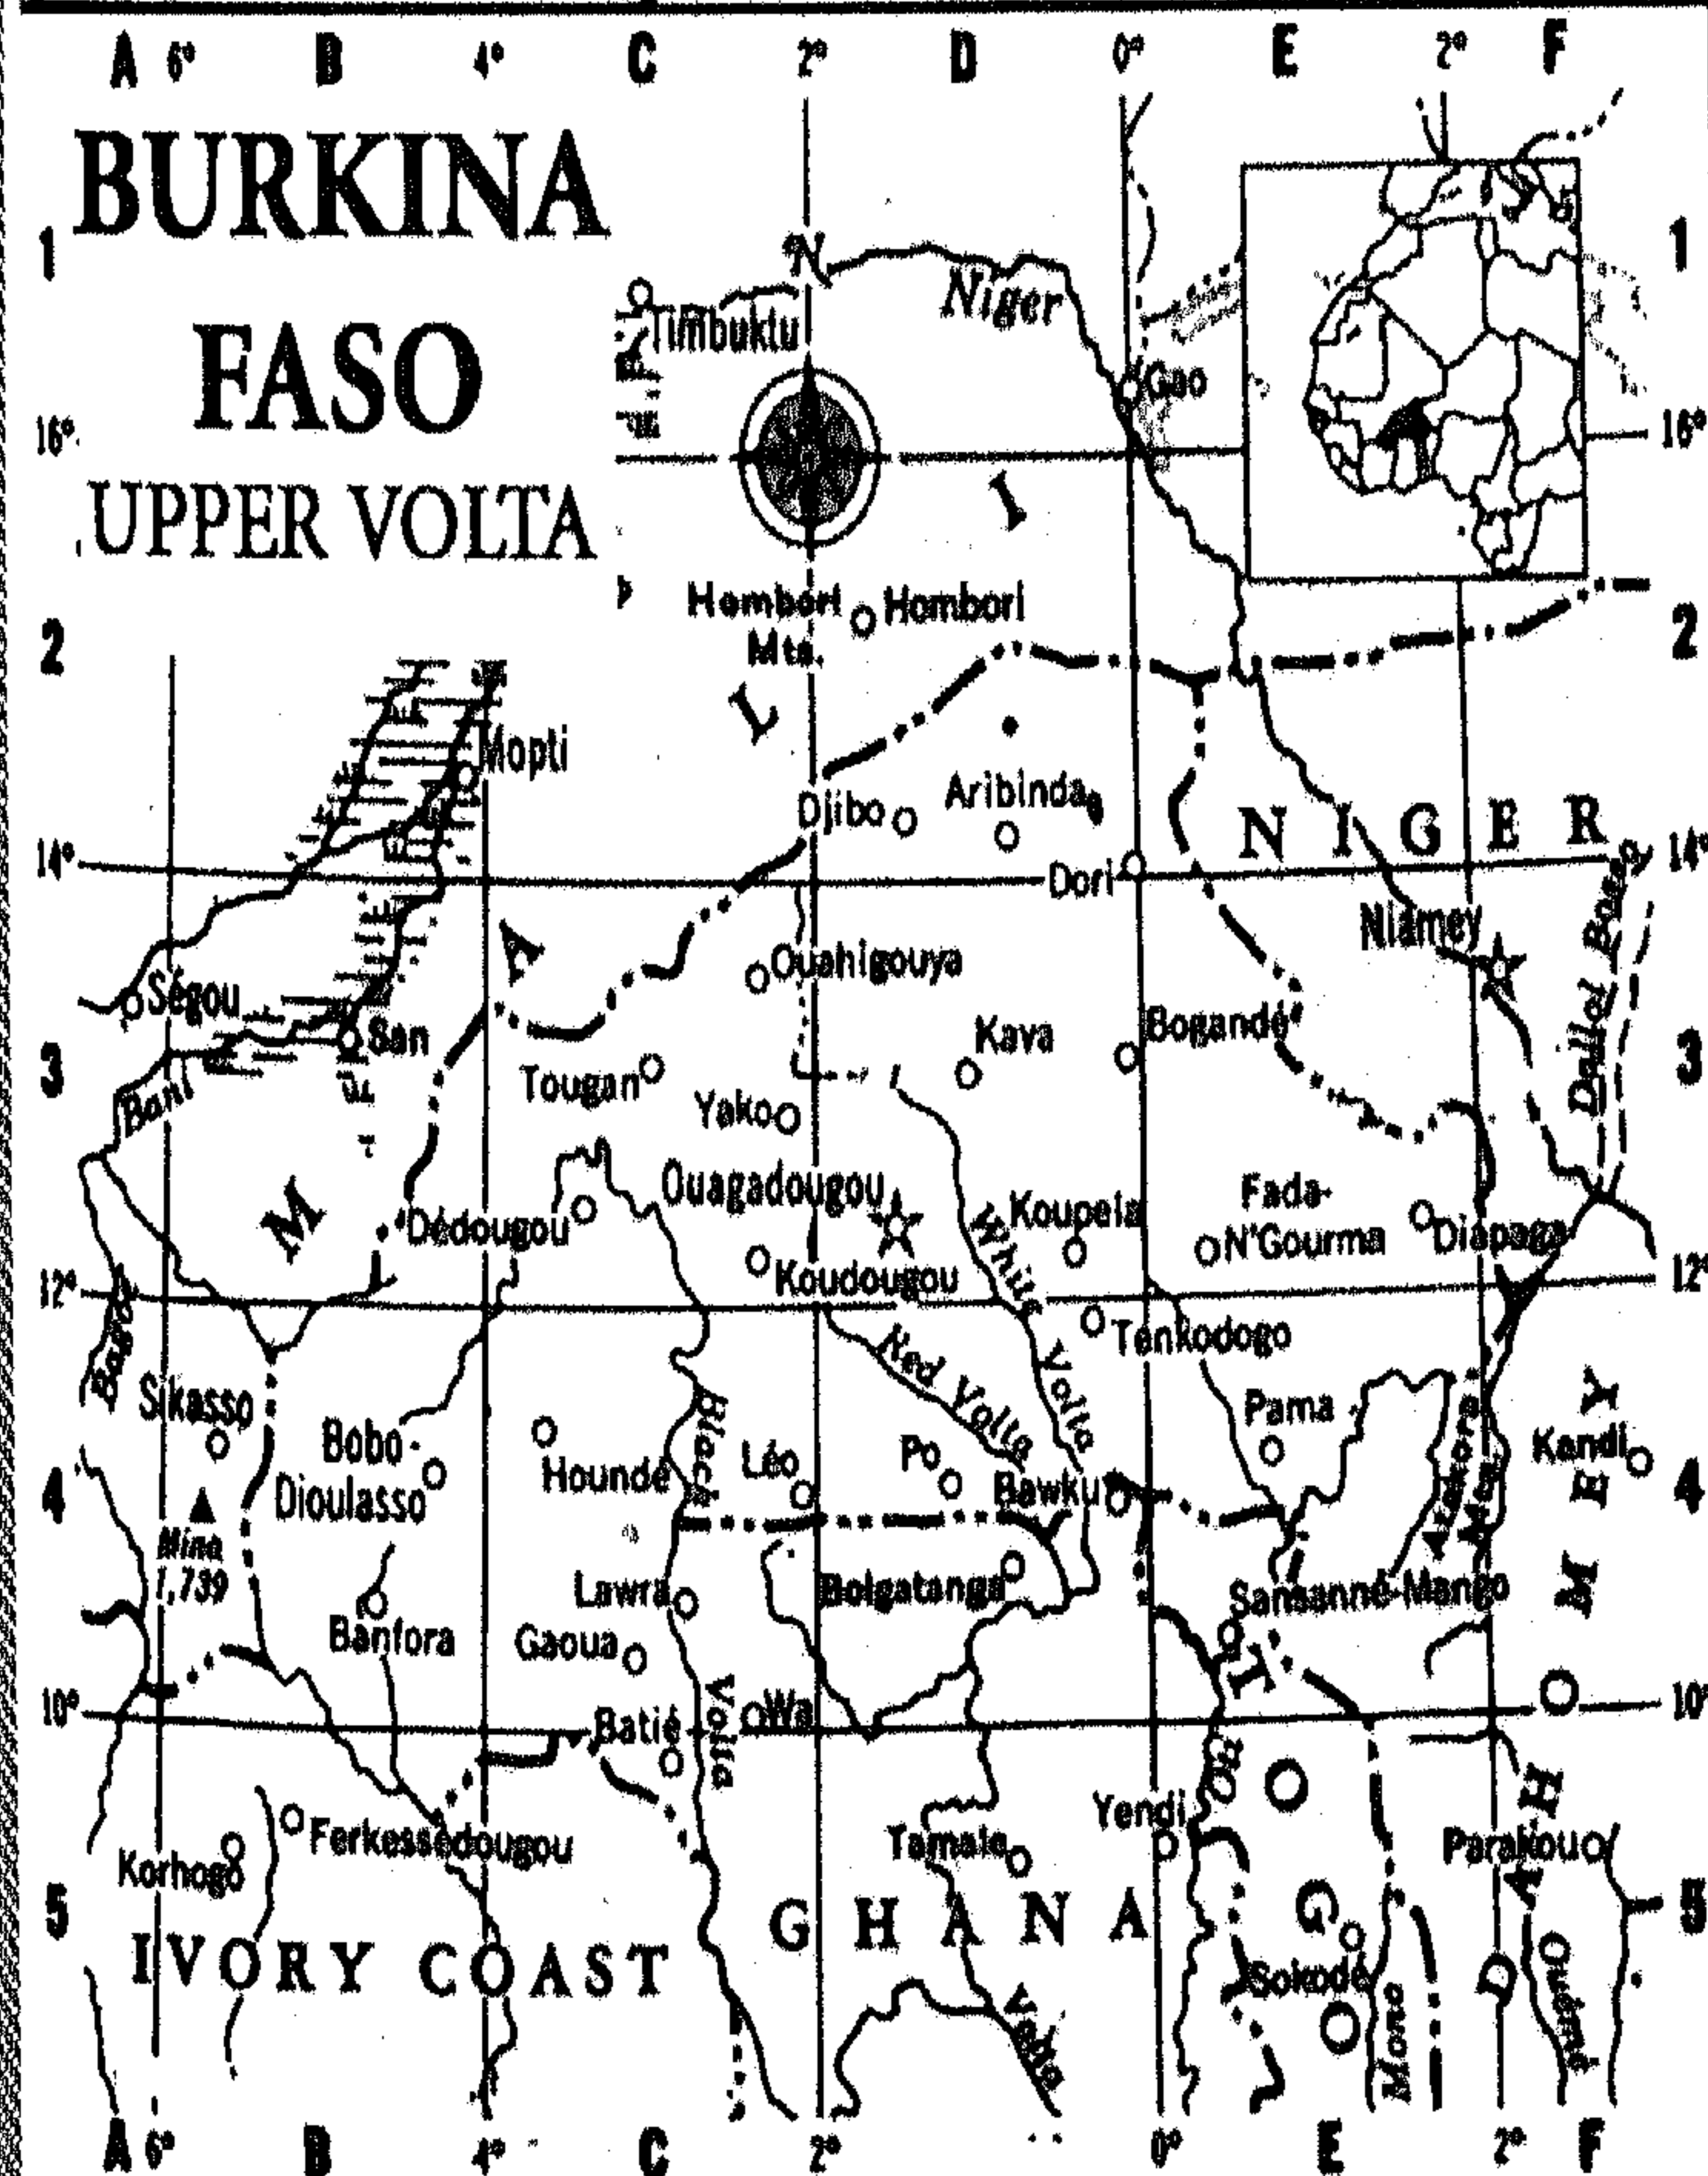 A 6° B 4° C 2° D 0° E 2° F
BURKINA
1 1
FASO
Timbuktu
Niger
Gao
16° 16°
UPPER VOLTA
N
I
Hombori
Mts.
Hombori
2 2
L
Mopti
Djibo
Aribinda
N I G E R
14° 14°
Dori
Niamey
A
Ouahigouya
Ségou
San
Kaya
Bogandé
Dallol Bosso
3 3
Tougan
Bani
Yako
Ouagadougou
Koupela
Fada-
N'Gourma
Diapaga
M
Dédougou
White Volta
Koudougou
12° 12°
Tenkodogo
Bagoé
Red Volta
Sikasso
Bobo-
Dioulasso
Houndé
Black Volta
Léo
Po
Bawku
Pama
Kandi
4 4
Mina
1,739
Lawra
Bolgatanga
Sansanné-Mango
Banfora
Gaoua
10° 10°
Batié
Wa
Yendi
Ferkessédougou
Korhogo
Tamale
Parakou
5 5
IVORY COAST
G H A N A
T O G O
D A H O M E Y
Sokodé
Volta
Mono
Ouémé
A 6° B 4° C 2° 0° E 2° F